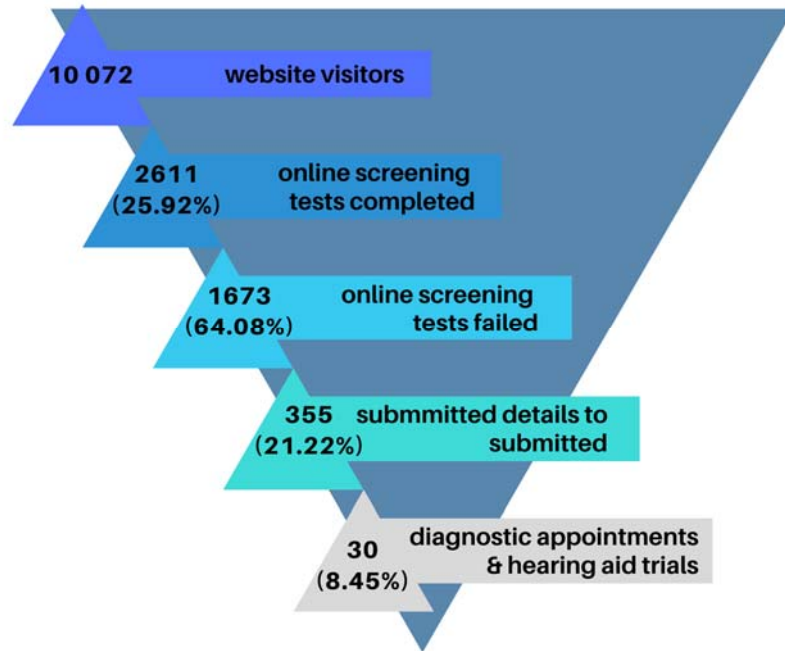 10 072 website visitors
2611 online screening
(25.92%) tests completed
1673 online screening
(64.08%) tests failed
355 submmitted details to
(21.22%) submitted
30 diagnostic appointments
(8.45%) & hearing aid trials